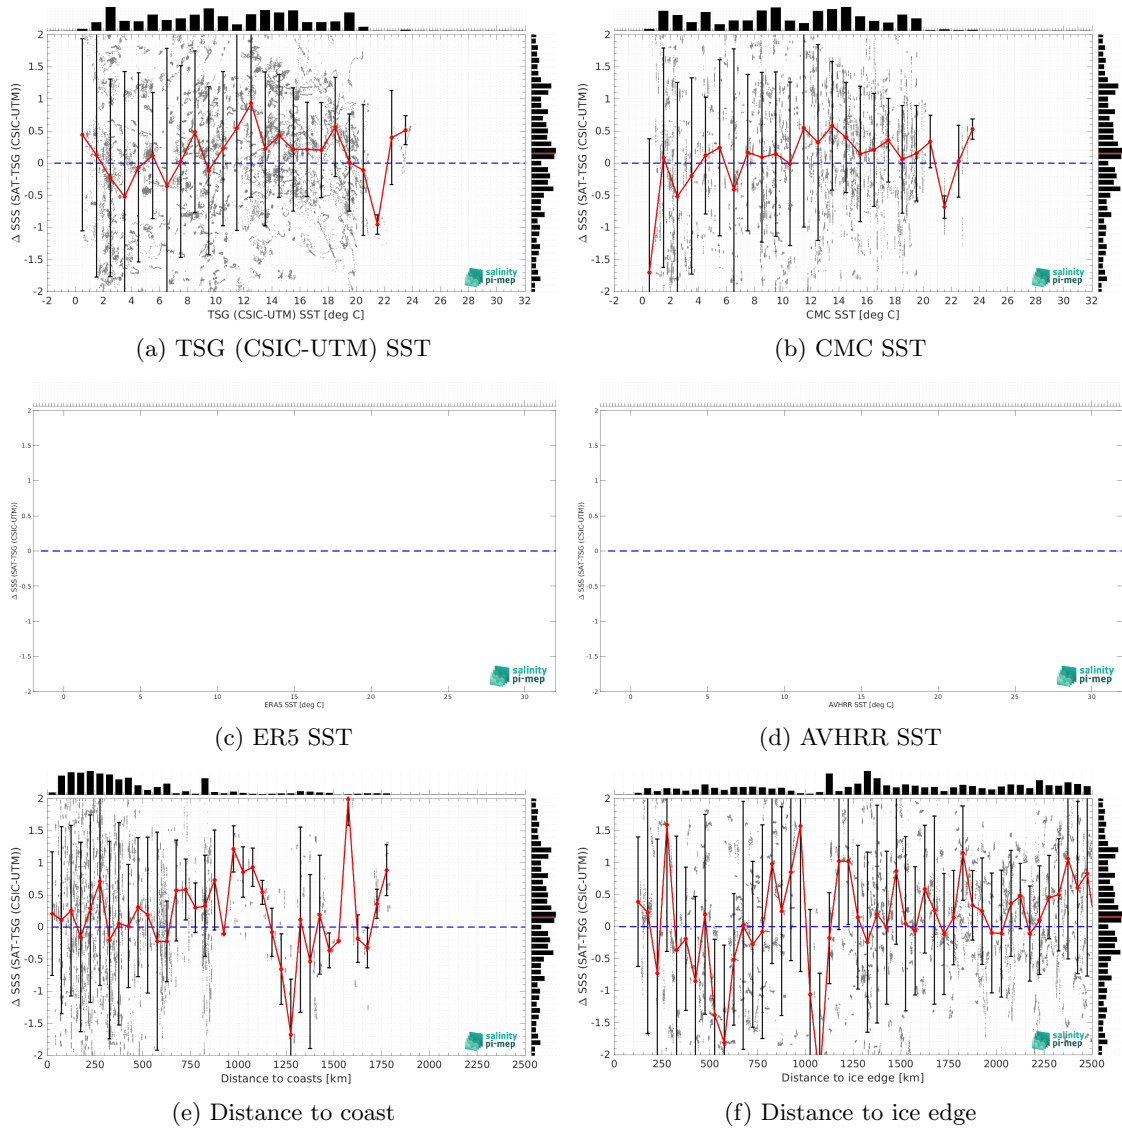 2
1.5
1
0.5
0
-0.5
-1
-1.5
-2
Δ SSS (SAT-TSG (CSIC-UTM))
salinity
pi-mep
-2 0 2 4 6 8 10 12 14 16 18 20 22 24 26 28 30 32
TSG (CSIC-UTM) SST [deg C]
(a) TSG (CSIC-UTM) SST
2
1.5
1
0.5
0
-0.5
-1
-1.5
-2
Δ SSS (SAT-TSG (CSIC-UTM))
salinity
pi-mep
-2 0 2 4 6 8 10 12 14 16 18 20 22 24 26 28 30 32
CMC SST [deg C]
(b) CMC SST
2
1.5
1
0.5
0
-0.5
-1
-1.5
-2
Δ SSS (SAT-TSG (CSIC-UTM))
salinity
pi-mep
0 5 10 15 20 25 30
ERA5 SST [deg C]
(c) ER5 SST
2
1.5
1
0.5
0
-0.5
-1
-1.5
-2
Δ SSS (SAT-TSG (CSIC-UTM))
salinity
pi-mep
0 5 10 15 20 25 30
AVHRR SST [deg C]
(d) AVHRR SST
2
1.5
1
0.5
0
-0.5
-1
-1.5
-2
Δ SSS (SAT-TSG (CSIC-UTM))
salinity
pi-mep
0 250 500 750 1000 1250 1500 1750 2000 2250 2500
Distance to coasts [km]
(e) Distance to coast
2
1.5
1
0.5
0
-0.5
-1
-1.5
-2
Δ SSS (SAT-TSG (CSIC-UTM))
salinity
pi-mep
0 250 500 750 1000 1250 1500 1750 2000 2250 2500
Distance to ice edge [km]
(f) Distance to ice edge